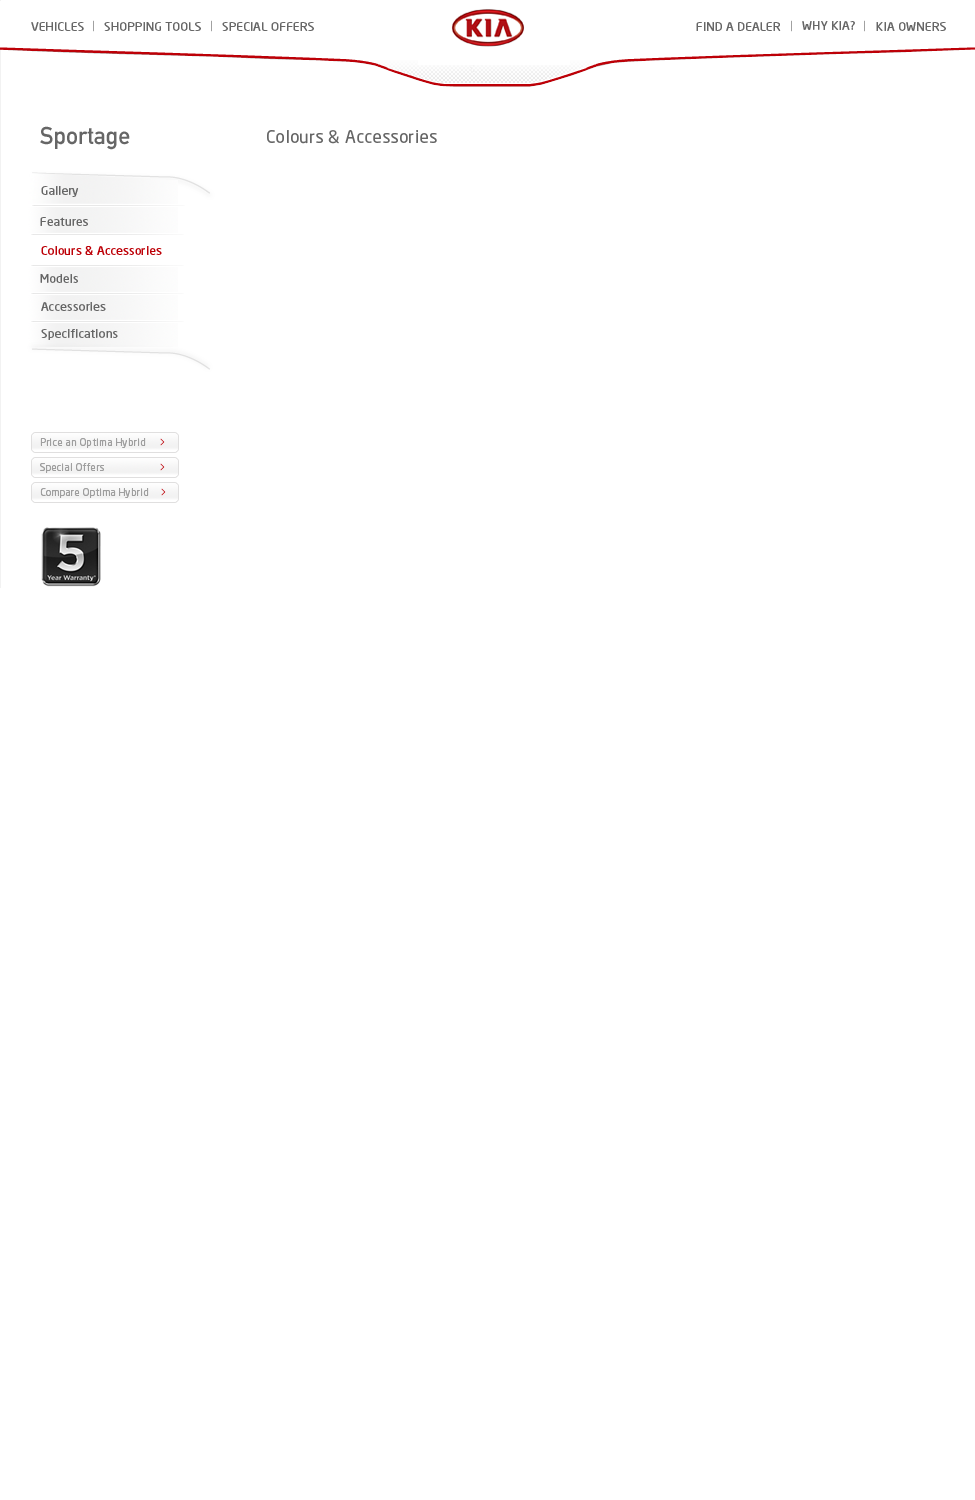 VEHICLES SHOPPING TOOLS SPECIAL OFFERS KIA FIND A DEALER WHY KIA? KIA OWNERS
Sportage
Colours & Accessories
Gallery
Features
Colours & Accessories
Models
Accessories
Specifications
Price an Optima Hybrid
Special Offers
Compare Optima Hybrid
5
Year Warranty*